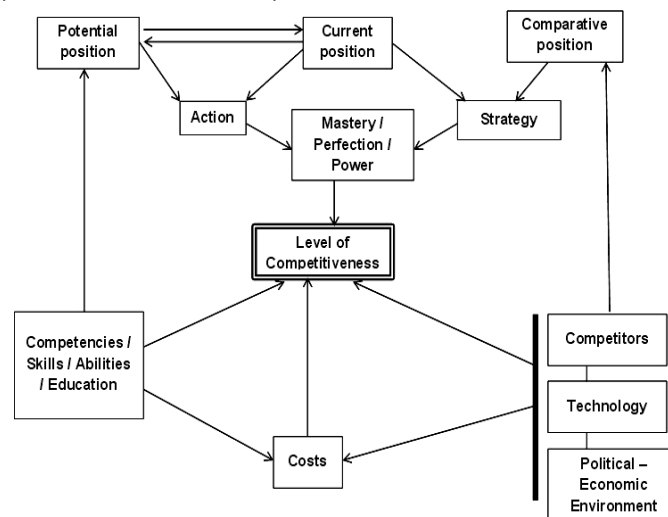 Potential
position
Current
position
Comparative
position
Action
Mastery /
Perfection /
Power
Strategy
Level of
Competitiveness
Competencies /
Skills / Abilities
/ Education
Competitors
Technology
Costs
Political –
Economic
Environment